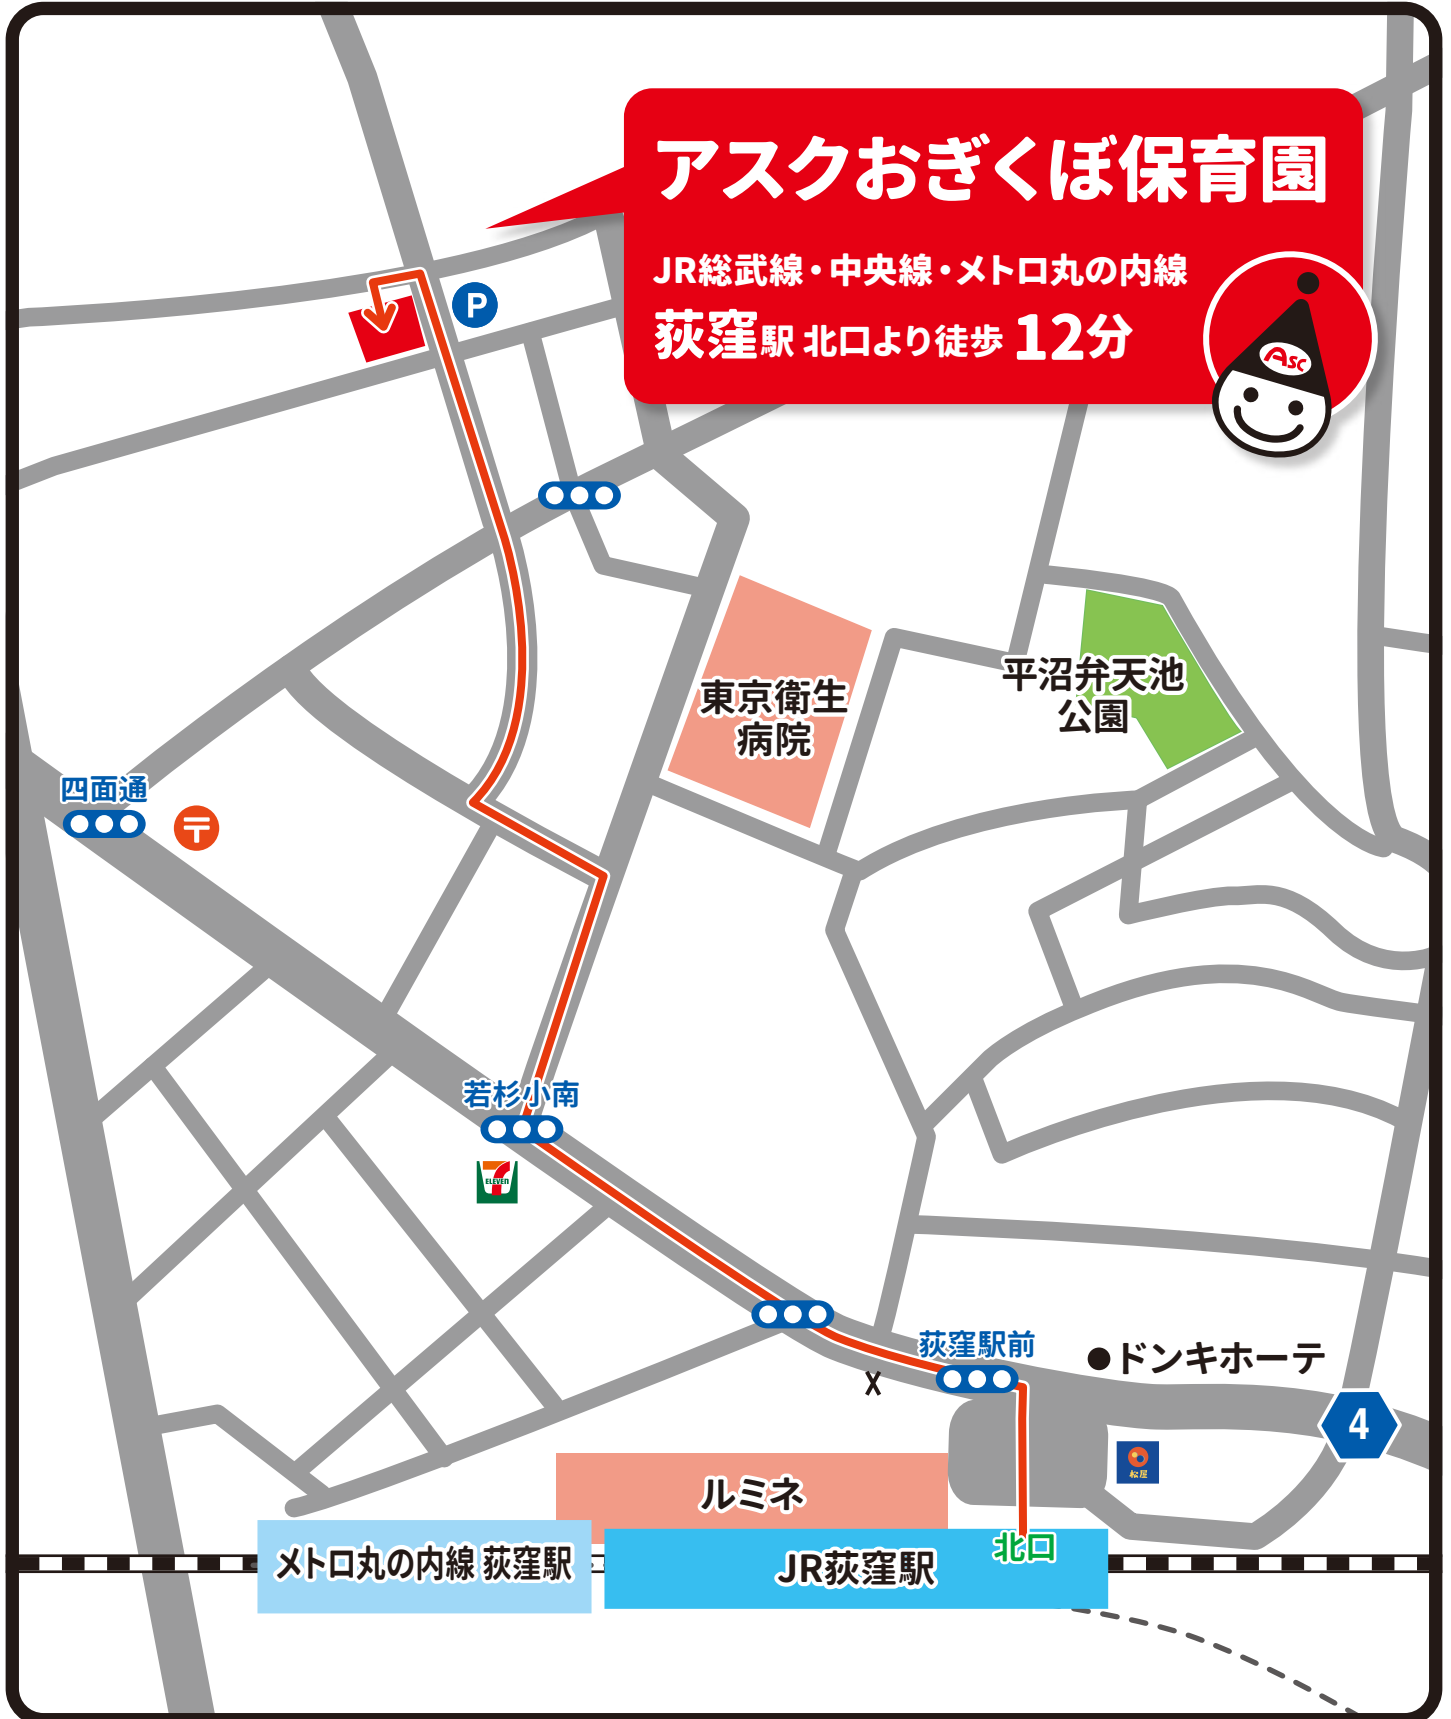 アスクおぎくぼ保育園
JR総武線・中央線・メトロ丸の内線
荻窪駅 北口より徒歩 12分
ASC
P
東京衛生
病院
平沼弁天池
公園
四面通
〒
若杉小南
ELEVEn
荻窪駅前
●ドンキホーテ
4
松屋
ルミネ
北口
メトロ丸の内線 荻窪駅
JR荻窪駅